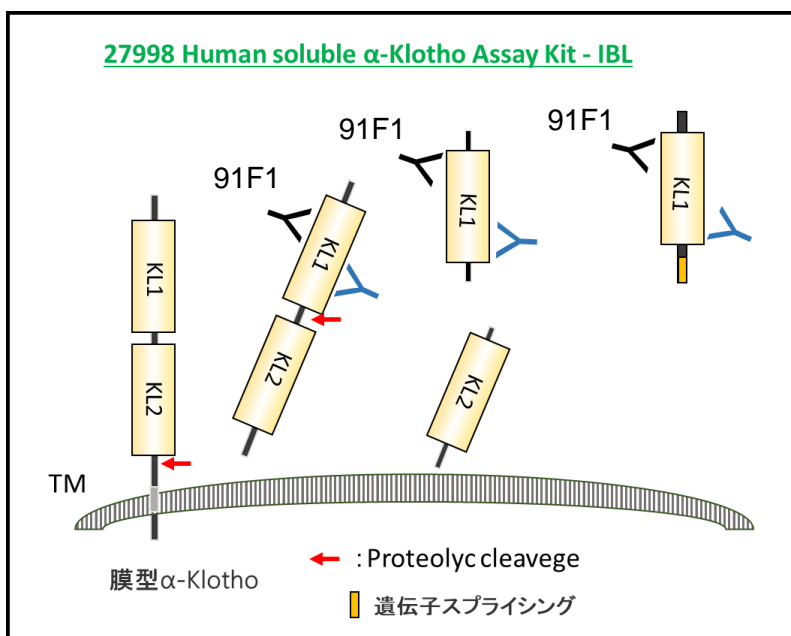 27998 Human soluble α-Klotho Assay Kit - IBL
91F1
91F1
91F1
KL1
KL1
KL1
KL1
KL2
KL2
KL2
TM
膜型α-Klotho
: Proteolyc cleavege
遺伝子スプライシング